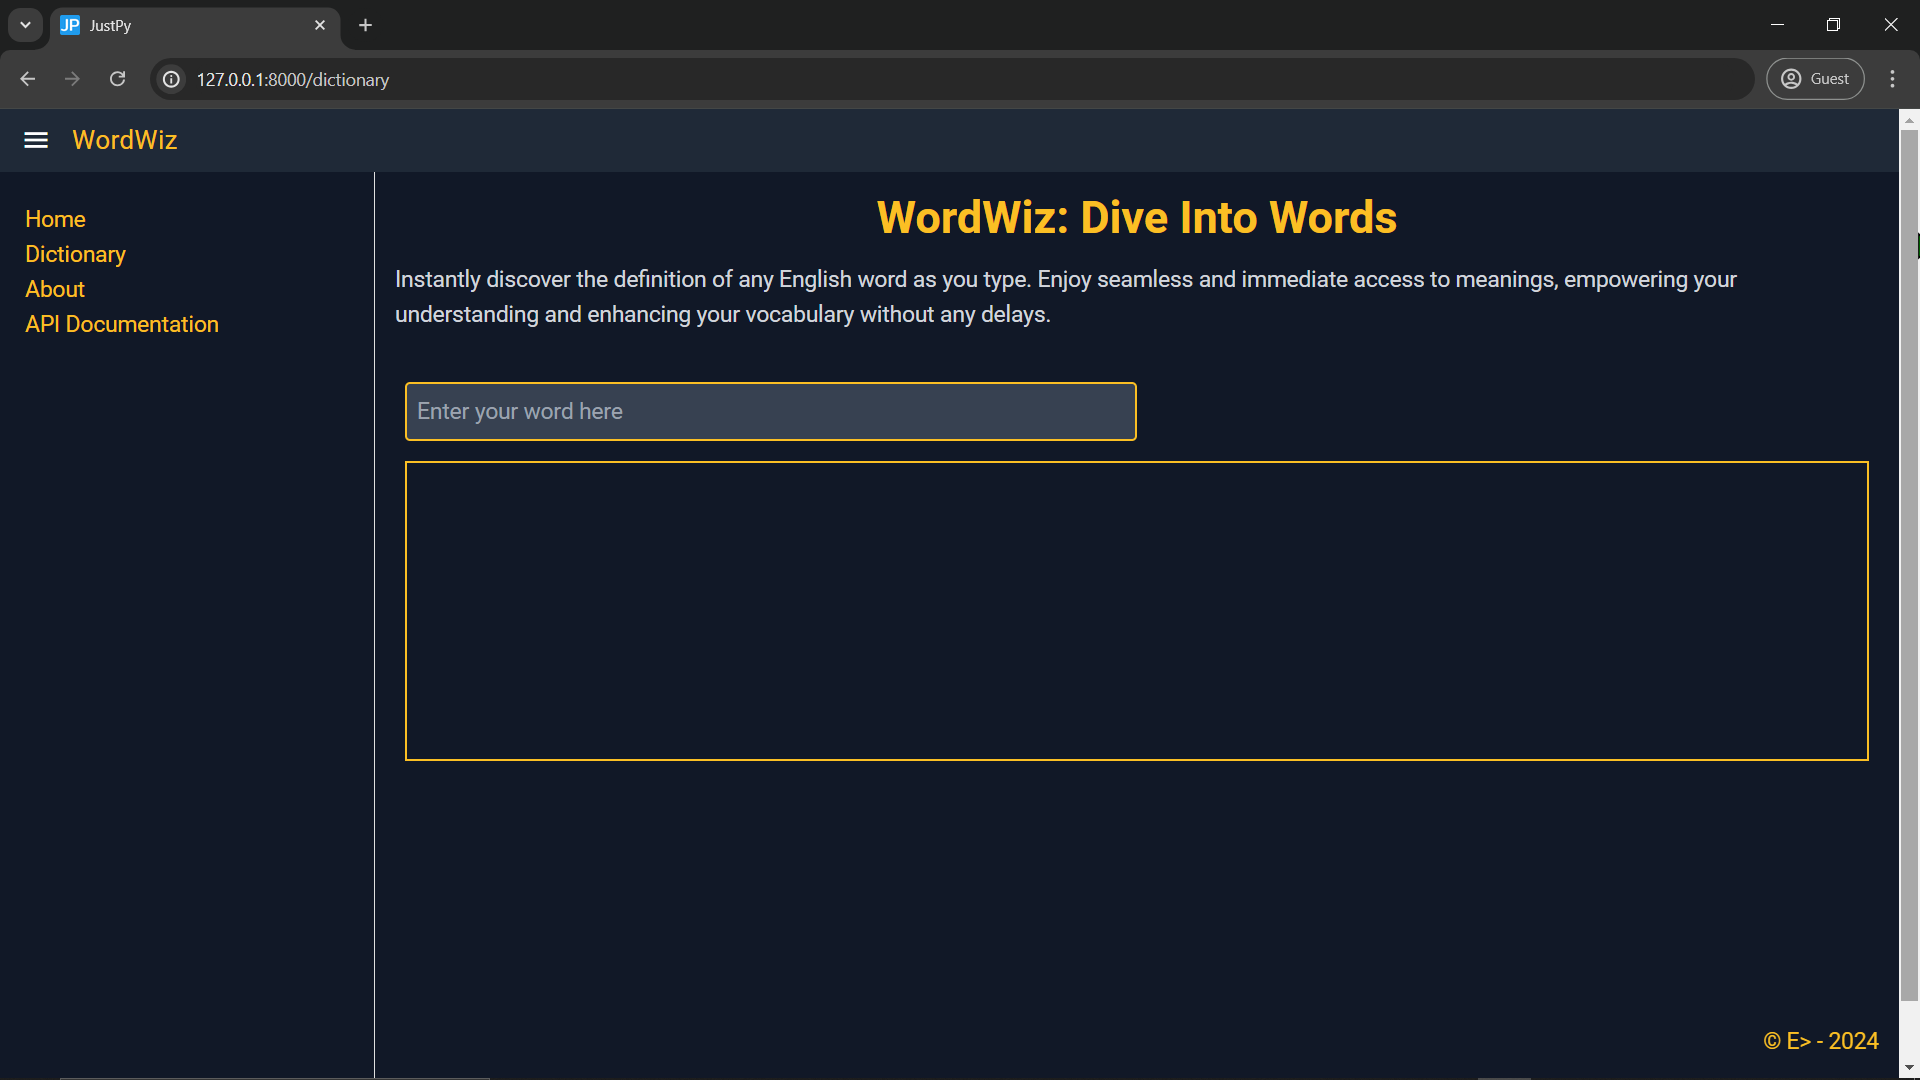 JP JustPy
127.0.0.1:8000/dictionary
Guest
WordWiz
Home
Dictionary
About
API Documentation
WordWiz: Dive Into Words
Instantly discover the definition of any English word as you type. Enjoy seamless and immediate access to meanings, empowering your
understanding and enhancing your vocabulary without any delays.
Enter your word here
© E> - 2024